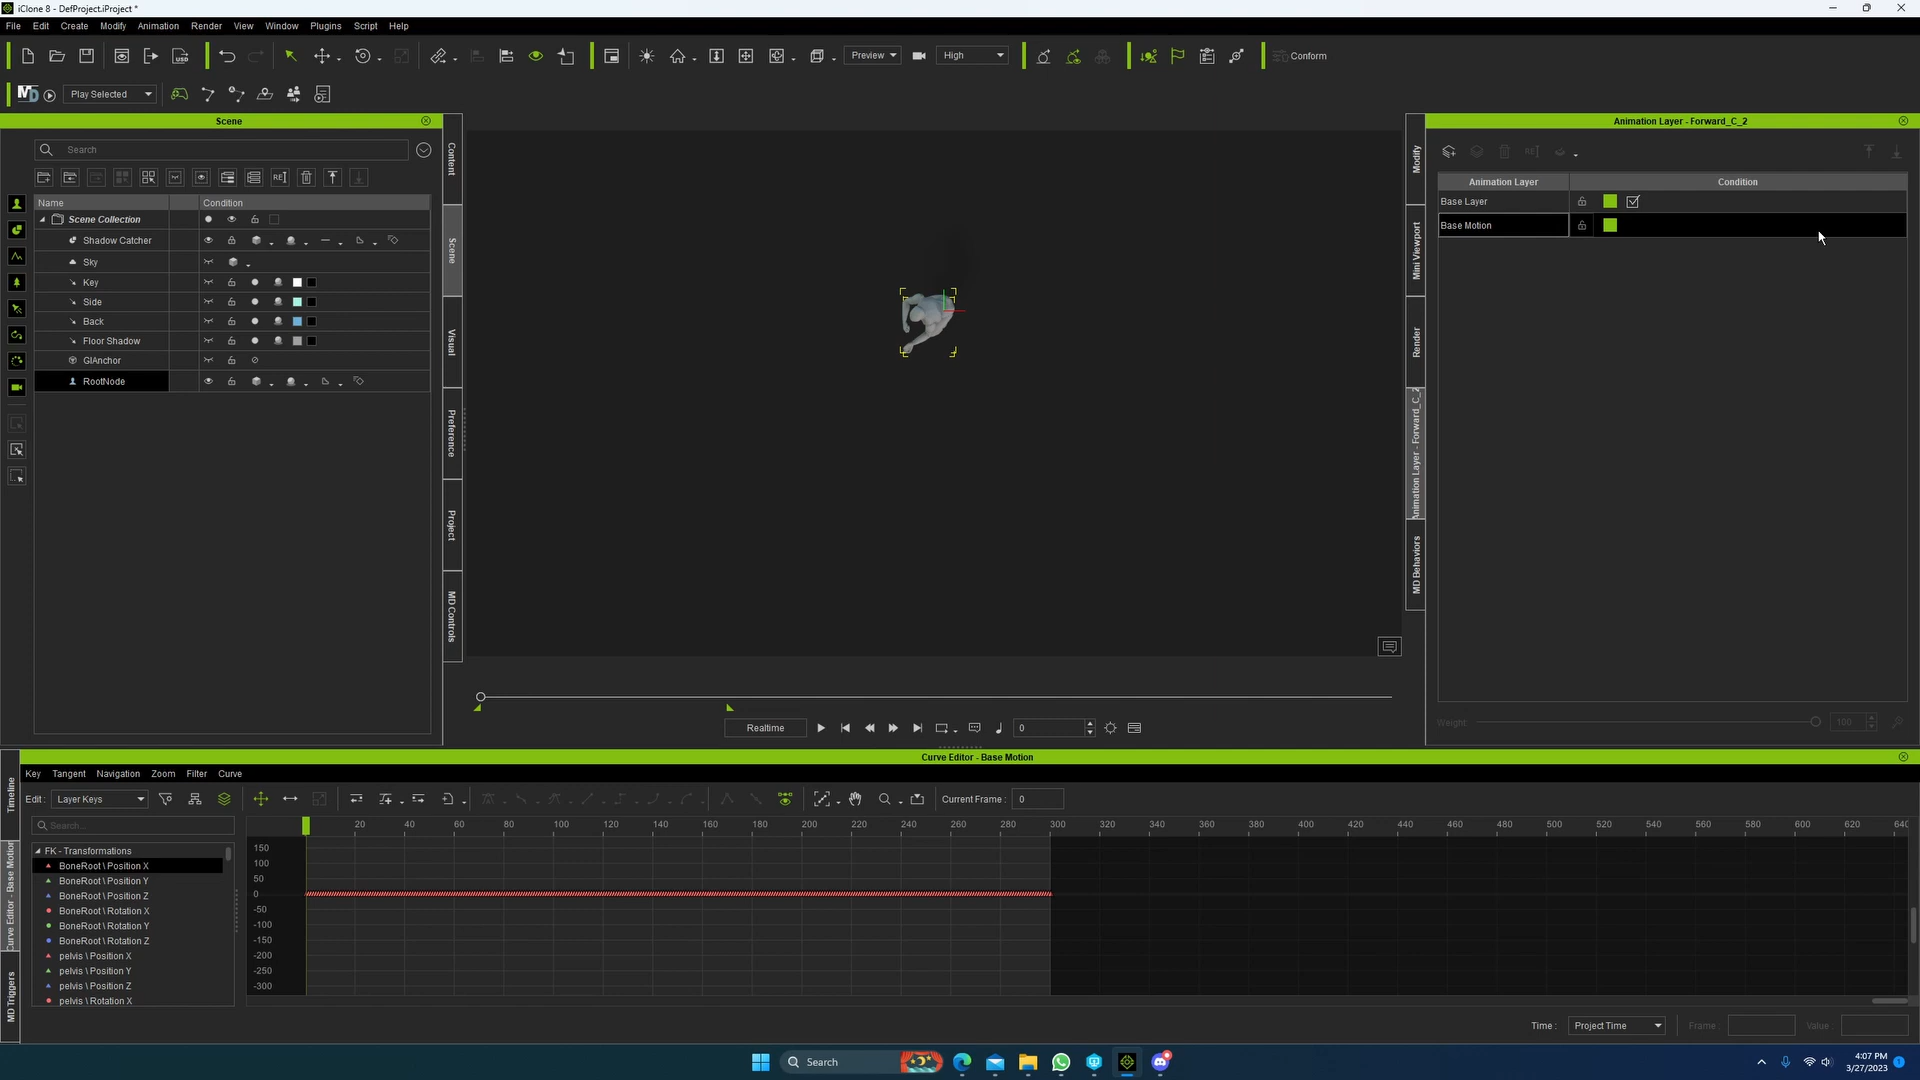 iClone 8 - DefProject.iProject *
File Edit Create Modify Animation Render View Window Plugins Script Help
Preview High Conform
MD Play Selected
Scene
Search
Name Condition
Scene Collection
Shadow Catcher
Sky
Key
Side
Back
Floor Shadow
GIAnchor
RootNode
Content
Scene
Visual
Preference
Project
MD Controls
Modify
Mini Viewport
Render
Animation Layer - Forward_C_2
MD Behaviors
Animation Layer - Forward_C_2
Animation Layer Condition
Base Layer
Base Motion
Weight: 100
Realtime 0
Curve Editor - Base Motion
Timeline
Curve Editor - Base Motion
MD Triggers
Key Tangent Navigation Zoom Filter Curve
Edit : Layer Keys Current Frame : 0
Search...
20 40 60 80 100 120 140 160 180 200 220 240 260 280 300 320 340 360 380 400 420 440 460 480 500 520 540 560 580 600 620 640
FK - Transformations
BoneRoot \ Position X
BoneRoot \ Position Y
BoneRoot \ Position Z
BoneRoot \ Rotation X
BoneRoot \ Rotation Y
BoneRoot \ Rotation Z
pelvis \ Position X
pelvis \ Position Y
pelvis \ Position Z
pelvis \ Rotation X
150
100
50
0
-50
-100
-150
-200
-250
-300
Time : Project Time Frame : Value :
Search
4:07 PM
3/27/2023